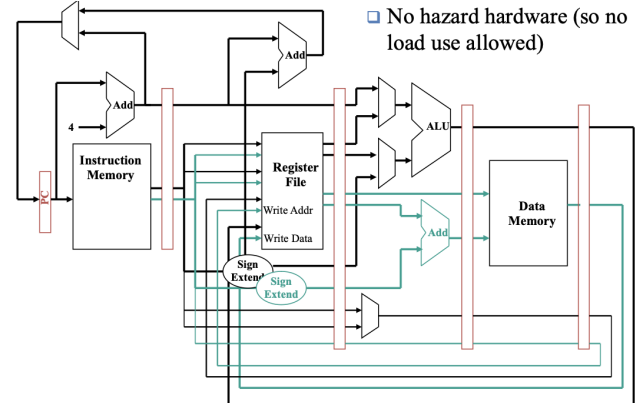 ❑ No hazard hardware (so no
load use allowed)
Add
Add
4
PC
Instruction
Memory
Register
File
Write Addr
Write Data
ALU
Add
Data
Memory
Sign
Extend
Sign
Extend